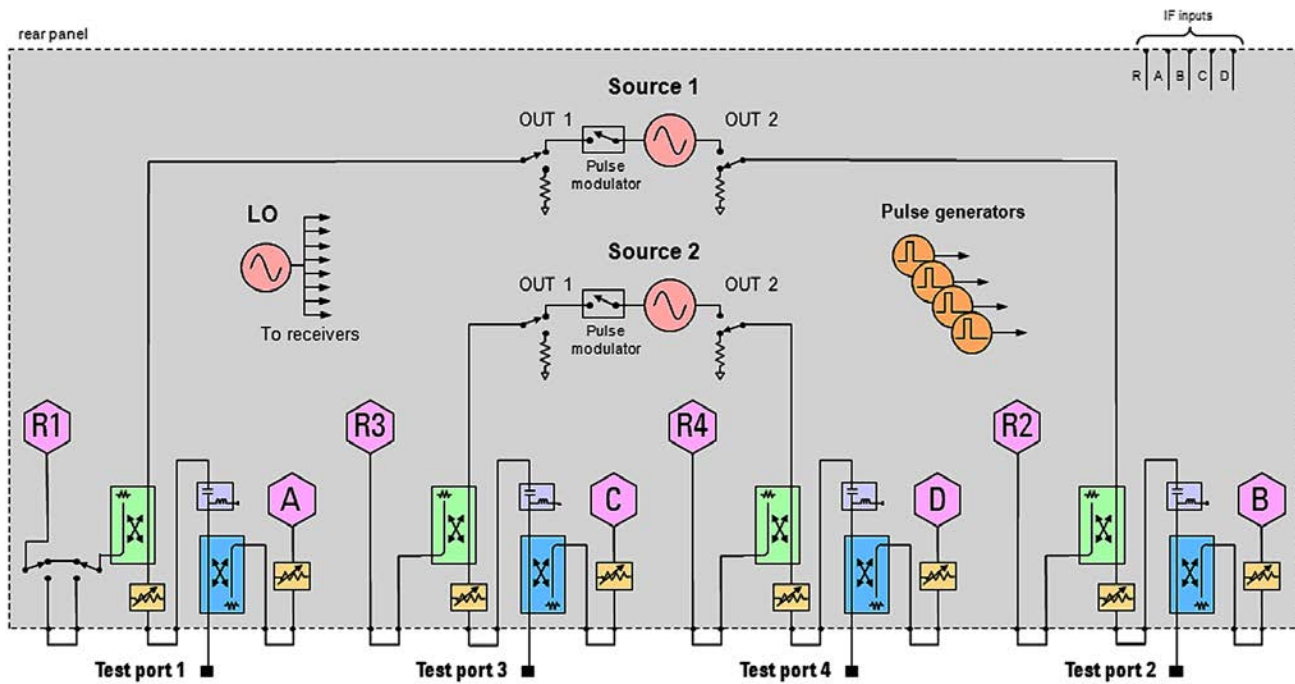 IF inputs
rear panel
R A B C D
Source 1
OUT 1 OUT 2
Pulse
modulator
LO
Pulse generators
Source 2
OUT 1 OUT 2
To receivers
Pulse
modulator
R1 R3 R4 R2
A C D B
Test port 1 Test port 3 Test port 4 Test port 2